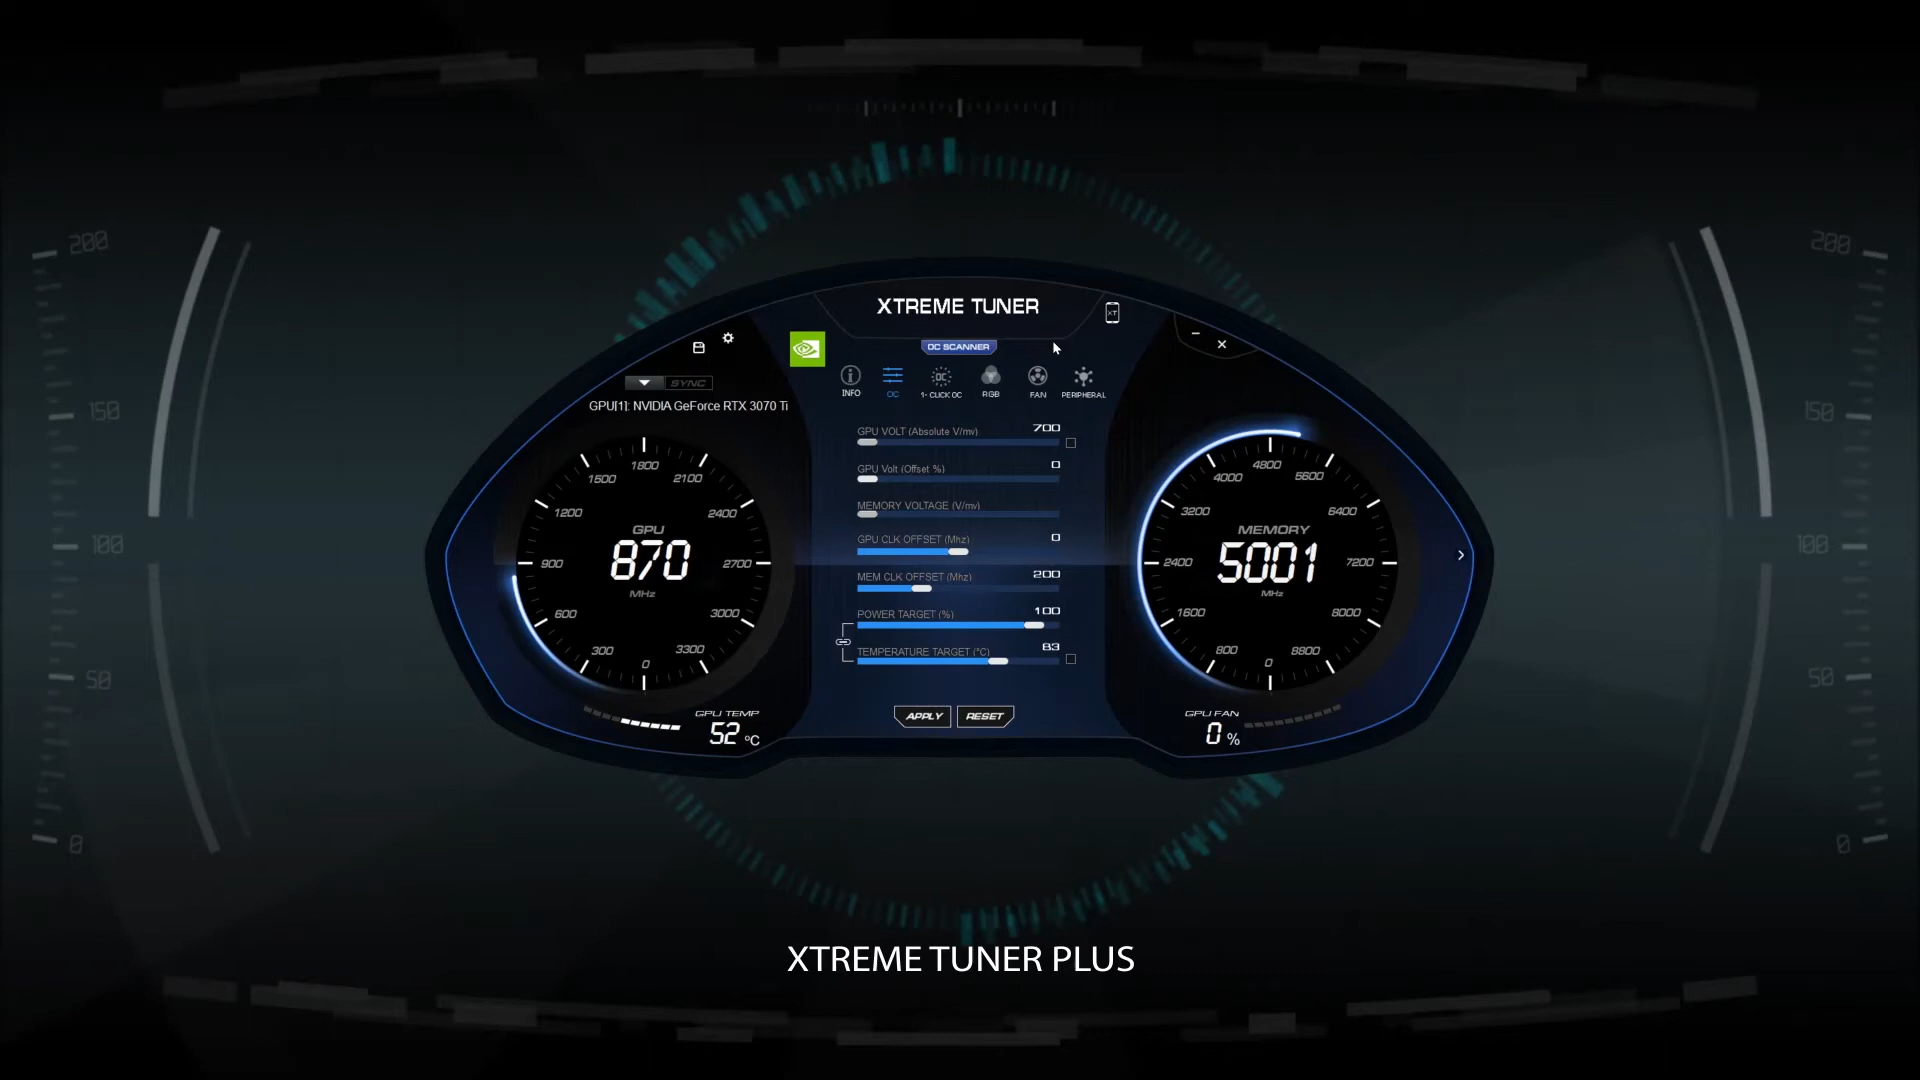 200
200
XTREME TUNER
XT
OC SCANNER
SYNC
OC
INFO
OC
1- CLICK OC
RGB
FAN
PERIPHERAL
GPU[1]: NVIDIA GeForce RTX 3070 Ti
150
150
GPU VOLT (Absolute V/mv)
700
GPU Volt (Offset %)
0
MEMORY VOLTAGE (V/mv)
GPU CLK OFFSET (Mhz)
0
MEM CLK OFFSET (Mhz)
200
POWER TARGET (%)
100
TEMPERATURE TARGET (°C)
83
APPLY
RESET
1800
1500
2100
1200
2400
GPU
870
MHz
900
2700
600
3000
300
3300
0
GPU TEMP
52 °C
4800
4000
5600
3200
6400
MEMORY
5001
MHz
2400
7200
1600
8000
800
8800
0
GPU FAN
0 %
100
100
50
50
0
0
XTREME TUNER PLUS